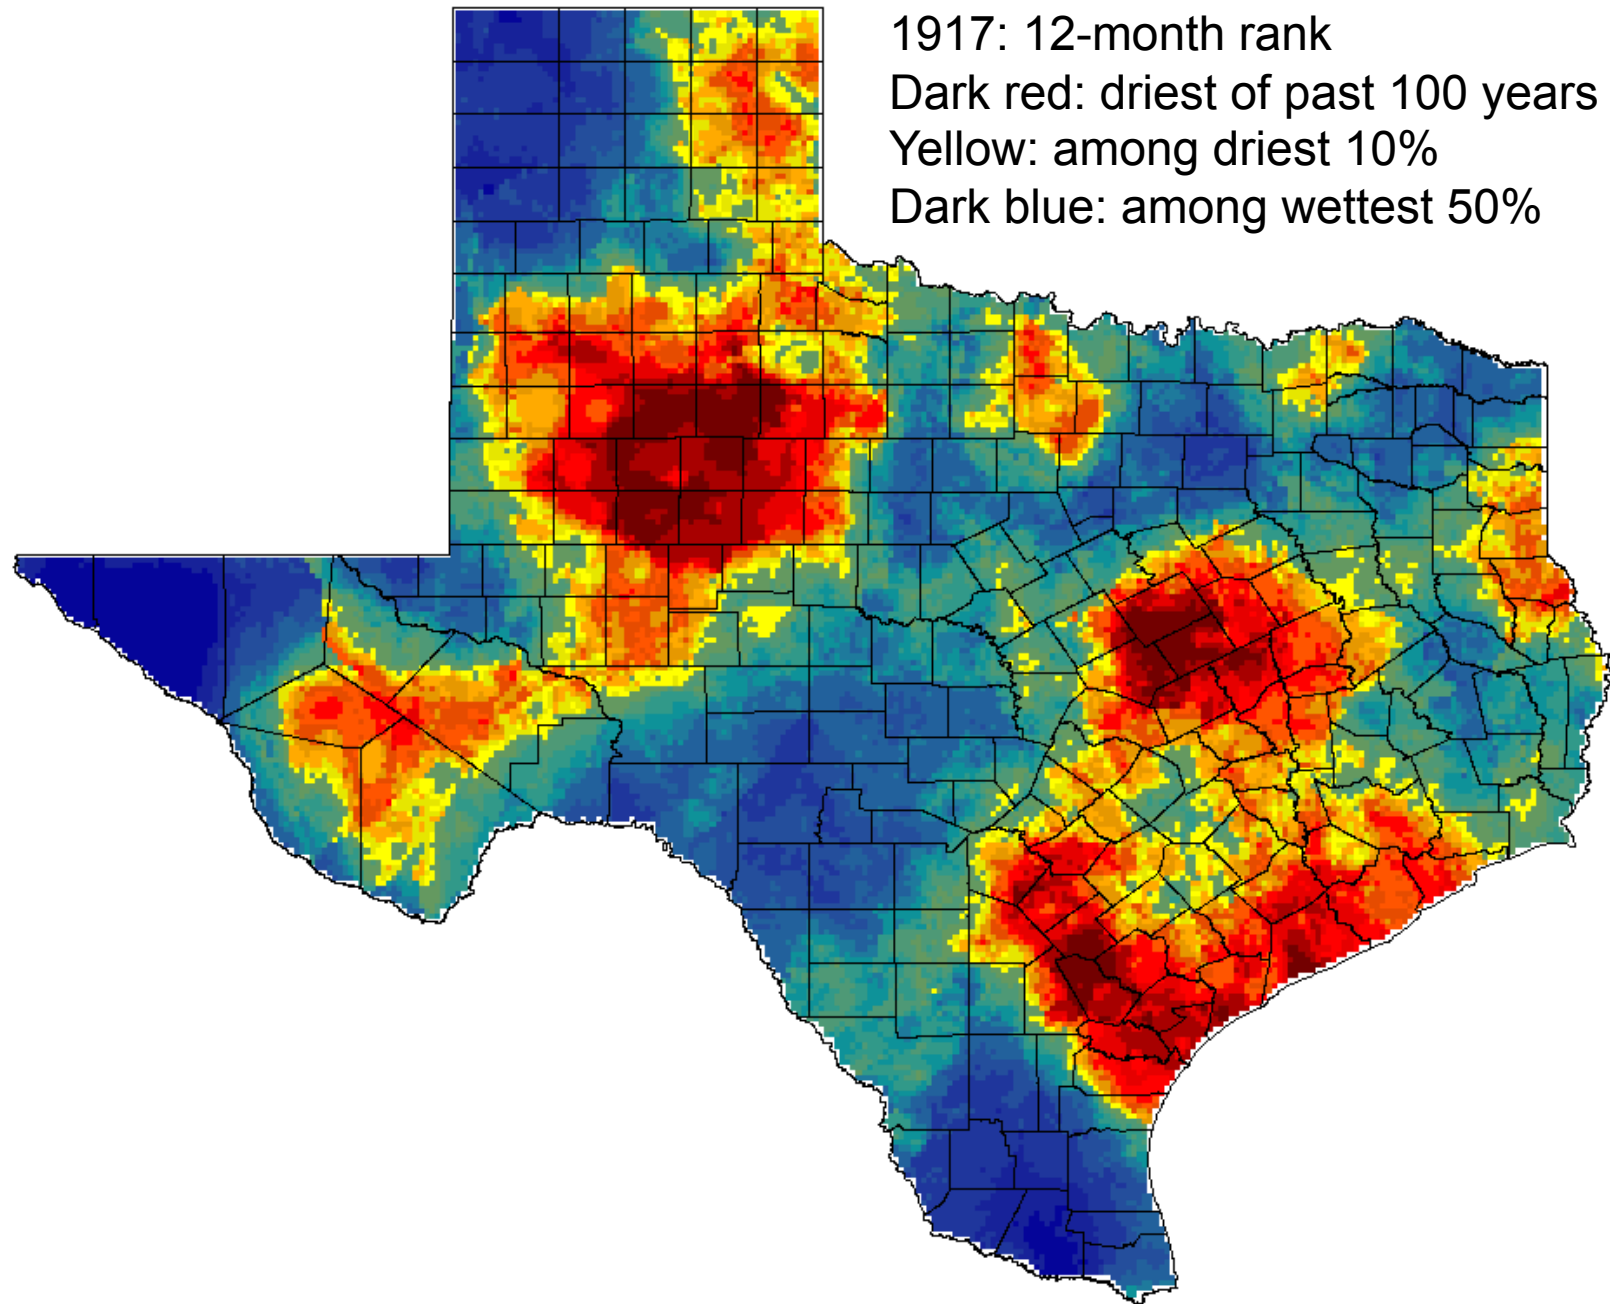 1917: 12-month rank
Dark red: driest of past 100 years
Yellow: among driest 10%
Dark blue: among wettest 50%